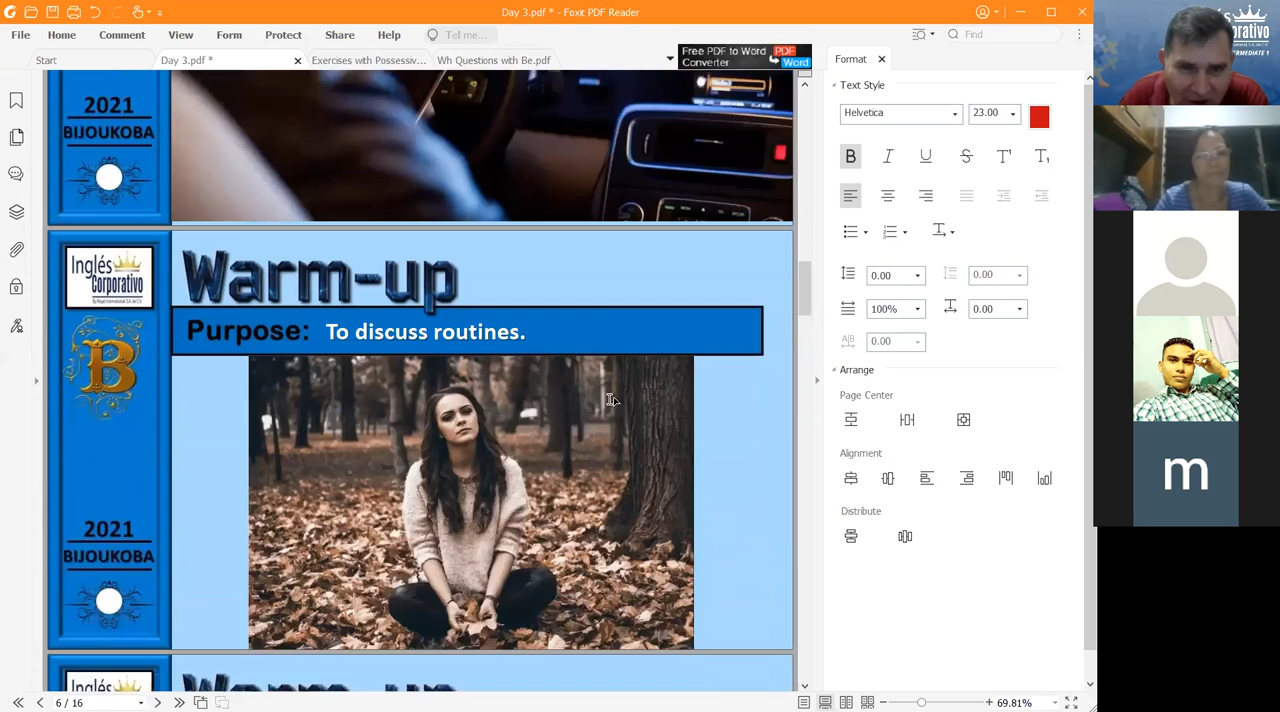 Day 3.pdf * - Foxit PDF Reader
File Home Comment View Form Protect Share Help Tell me... Find
Start Day 3.pdf * Exercises with Possessiv... Wh Questions with Be.pdf
Free PDF to Word PDF
Converter Word
Format
Text Style
Helvetica 23.00
B I U S T T
0.00 0.00
100% 0.00
A|B 0.00
Arrange
Page Center
Alignment
Distribute
2021
BIJOUKOBA
Warm-up
Purpose: To discuss routines.
Inglés
Corporativo
B
2021
BIJOUKOBA
Warm-up
Inglés
6 / 16
69.81%
m